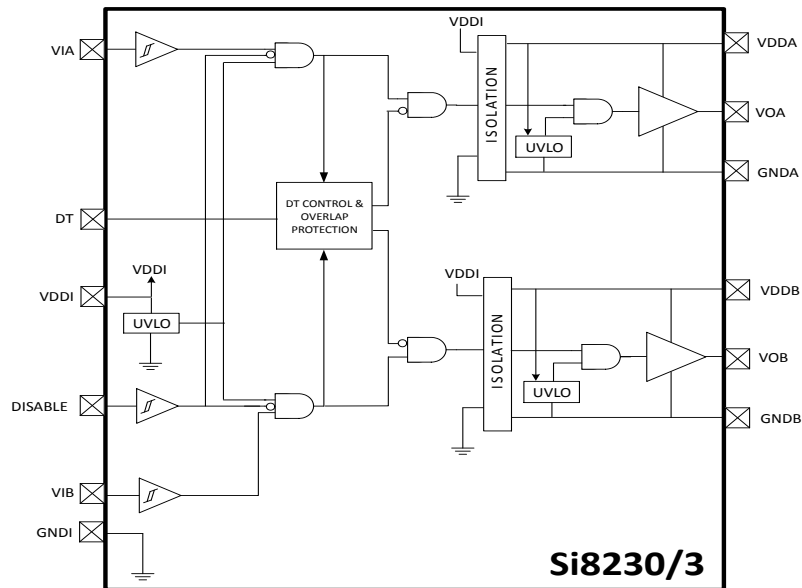 VIA
VDDI
ISOLATION
UVLO
VDDA
VOA
GNDA
DT
DT CONTROL &
OVERLAP
PROTECTION
VDDI
VDDI
UVLO
VDDI
ISOLATION
UVLO
VDDB
VOB
GNDB
DISABLE
VIB
GNDI
Si8230/3